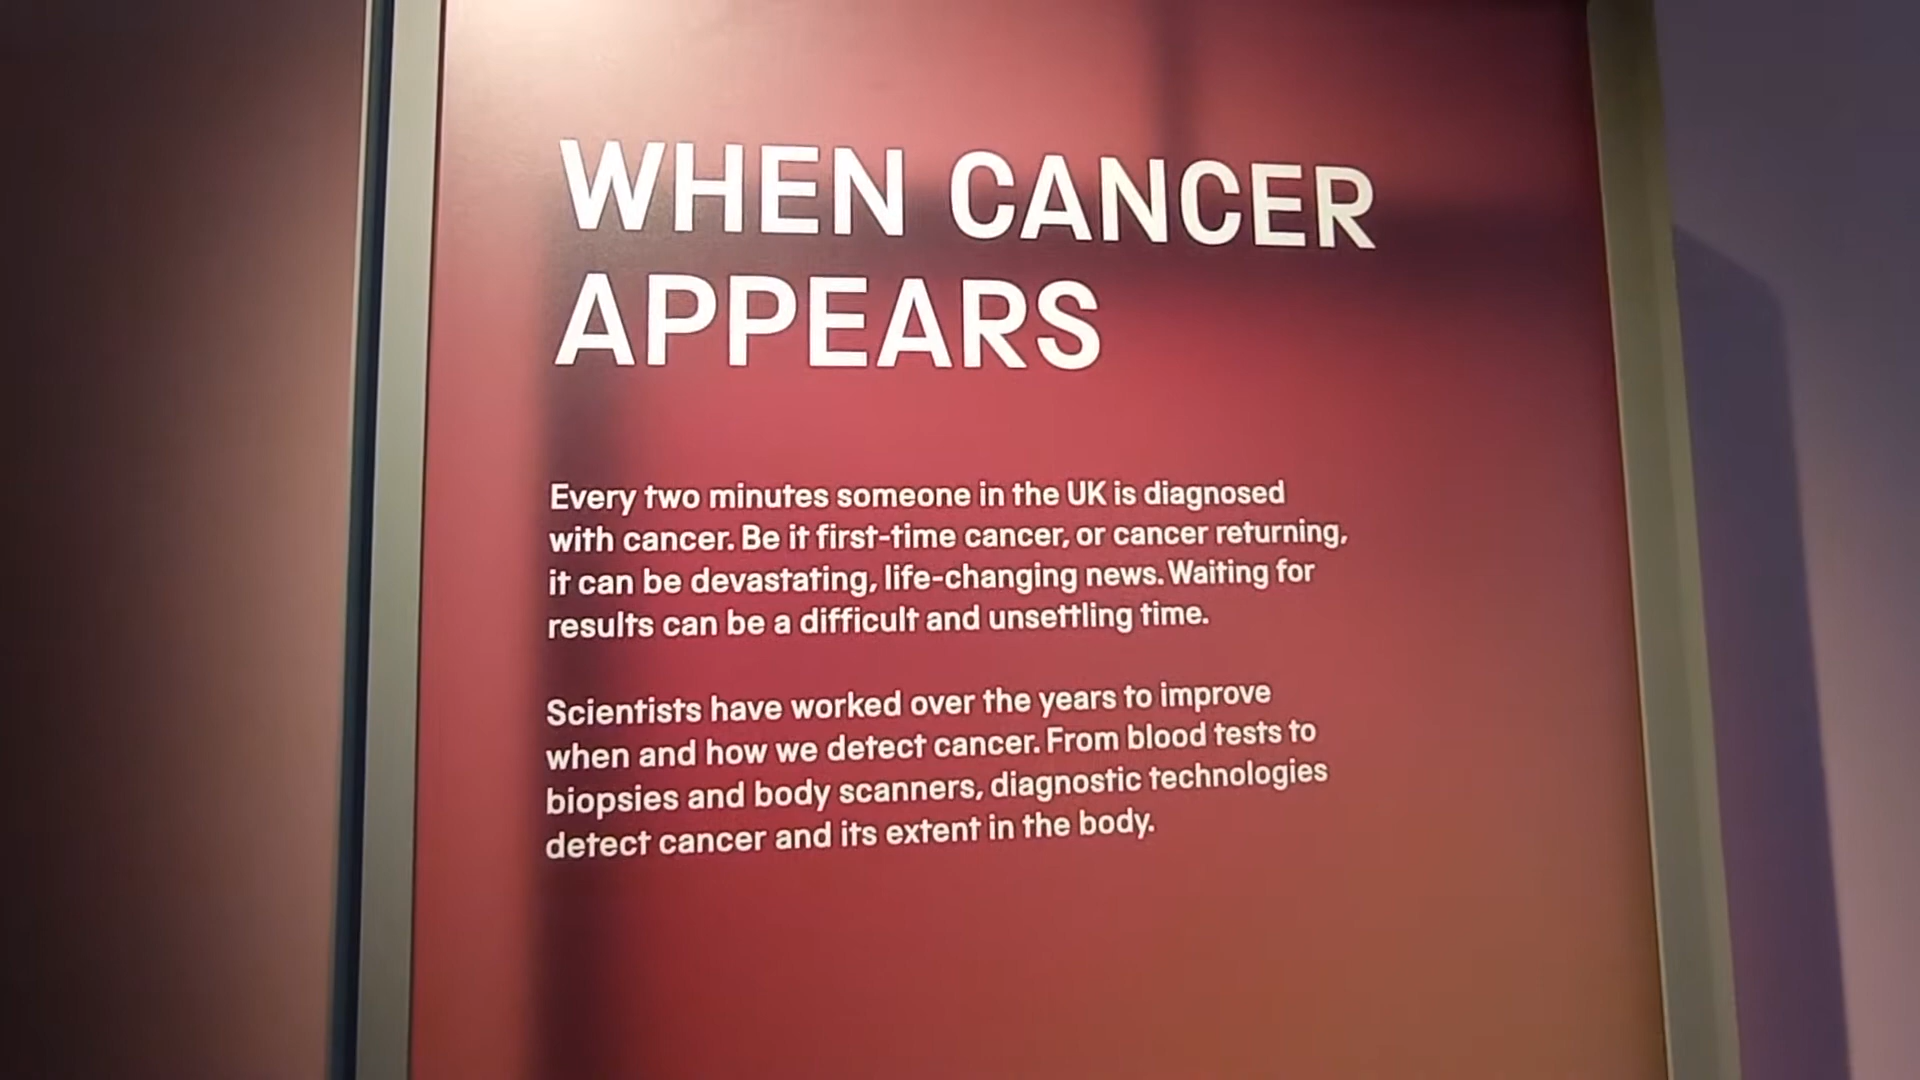 WHEN CANCER
APPEARS
Every two minutes someone in the UK is diagnosed
with cancer. Be it first-time cancer, or cancer returning,
it can be devastating, life-changing news. Waiting for
results can be a difficult and unsettling time.
Scientists have worked over the years to improve
when and how we detect cancer. From blood tests to
biopsies and body scanners, diagnostic technologies
detect cancer and its extent in the body.